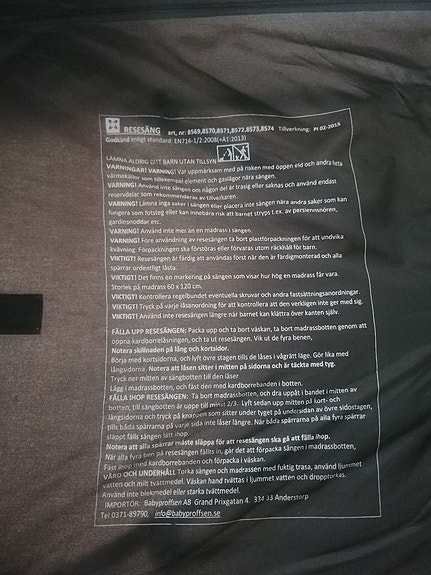 RESESÄNG art, nr: 8569,8570,8571,8572,8573,8574 Tillverkning: PI 02-2015
Godkänd enligt standard: EN716-1/2:2008(+A1:2013)
LÄMNA ALDRIG DITT BARN UTAN TILLSYN
VARNINGAR! VARNING! Var uppmärksam med på risken med öppen eld och andra heta
värmekällor som tillexempel element och gaslågor nära sängen.
VARNING! Använd inte sängen om någon del är trasig eller saknas och använd endast
reservdelar som rekommenderas av tillverkaren.
VARNING! Lämna inga saker i sängen eller placera inte sängen nära andra saker som kan
fungera som fotsteg eller kan innebära risk att barnet stryps t.ex. av persiennsnören,
gardinsnoddar etc.
VARNING! Använd inte mer än en madrass i sängen.
VARNING! Före användning av resesängen ta bort plastförpackningen för att undvika
kvävning. Förpackningen ska förstöras eller förvaras utom räckhåll för barn.
VIKTIGT! Resesängen är färdig att användas först när den är färdigmonterad och alla
spärrar ordentligt låsta.
VIKTIGT! Det finns en markering på sängen som visar hur hög en madrass får vara.
Storlek på madrass 60 x 120 cm.
VIKTIGT! Kontrollera regelbundet eventuella skruvar och andra fastsättningsanordningar.
VIKTIGT! Tryck på varje låsanordning för att kontrollera att den verkligen inte ger med sig.
VIKTIGT! Använd inte resesängen längre när barnet kan klättra över kanten själv.
FÄLLA UPP RESESÄNGEN: Packa upp och ta bort väskan, ta bort madrassbotten genom att
öppna kardborrelåsningen, och ta ut resesängen. Vik ut de fyra benen,
Notera skillnaden på lång och kortsidor.
Börja med kortsidorna, och lyft övre stagen tills de låses i vågrätt läge. Gör lika med
långsidorna. Notera att låsen sitter i mitten på sidorna och är täckta med tyg.
Tryck ner mitten av sängbotten till den låser
Lägg i madrassbotten, och fäst den med kardborrebanden i botten.
FÄLLA IHOP RESESÄNGEN: Ta bort madrassbotten, och dra uppåt i bandet i mitten av
botten, till sängbotten är uppe till minst 2/3. Lyft sedan upp mitten på kort- och
långsidorna och tryck på knappen som sitter under tyget på undersidan av övre sidostagen,
tills båda spärrarna på varje sida inte låser längre. När båda spärrarna på alla fyra spärrar
släppt fälls sängen lätt ihop.
Notera att alla spärrar måste släppa för att resesängen ska gå att fälla ihop.
När alla fyra ben på resesängen fällts in, går det att förpacka sängen i madrassbotten,
Fäst ihop med kardborrebanden och förpacka i väskan.
VÅRD OCH UNDERHÅLL Torka sängen och madrassen med fuktig trasa, använd ljummet
vatten och milt tvättmedel. Väskan hand tvättas i ljummet vatten och dropptorkas.
Använd inte blekmedel eller starka tvättmedel.
IMPORTÖR: Babyproffsen AB Grand Prixgatan 4. 334 33 Anderstorp
Tel 0371-89790, info@babyproffsen.se